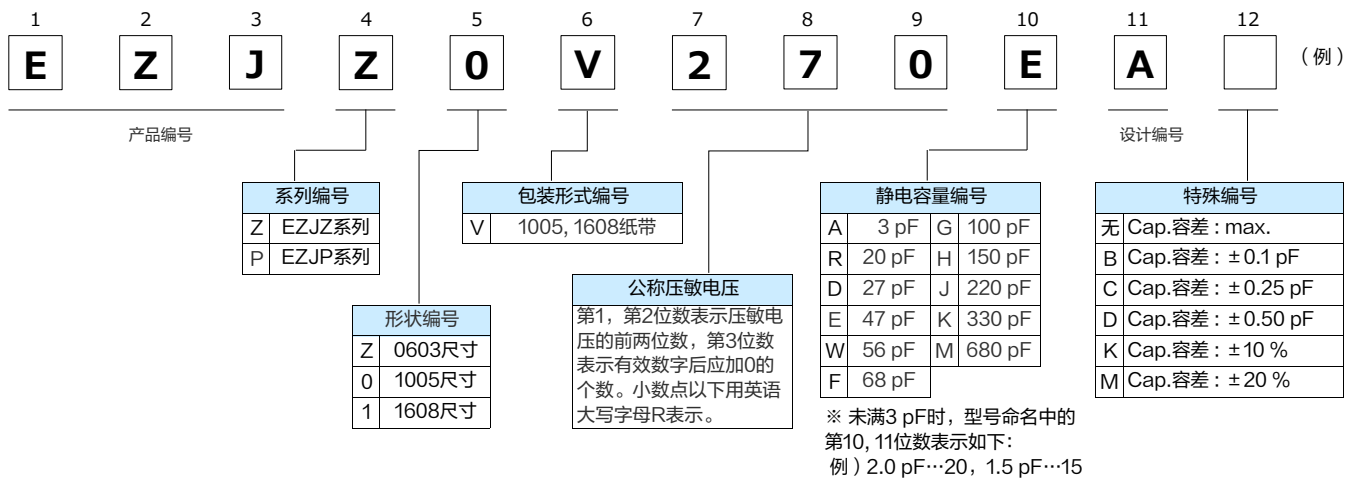 1 2 3 4 5 6 7 8 9 10 11 12
E Z J Z 0 V 2 7 0 E A （例）
产品编号
设计编号
系列编号
Z EZJZ系列
P EZJP系列
形状编号
Z 0603尺寸
0 1005尺寸
1 1608尺寸
包装形式编号
V 1005, 1608纸带
公称压敏电压
第1，第2位数表示压敏电
压的前两位数，第3位数
表示有效数字后应加0的
个数。小数点以下用英语
大写字母R表示。
静电容量编号
A 3 pF G 100 pF
R 20 pF H 150 pF
D 27 pF J 220 pF
E 47 pF K 330 pF
W 56 pF M 680 pF
F 68 pF
※ 未满3 pF时，型号命名中的
第10, 11位数表示如下：
例）2.0 pF…20，1.5 pF…15
特殊编号
无 Cap.容差 : max.
B Cap.容差 : ±0.1 pF
C Cap.容差 : ±0.25 pF
D Cap.容差 : ±0.50 pF
K Cap.容差 : ±10 %
M Cap.容差 : ±20 %